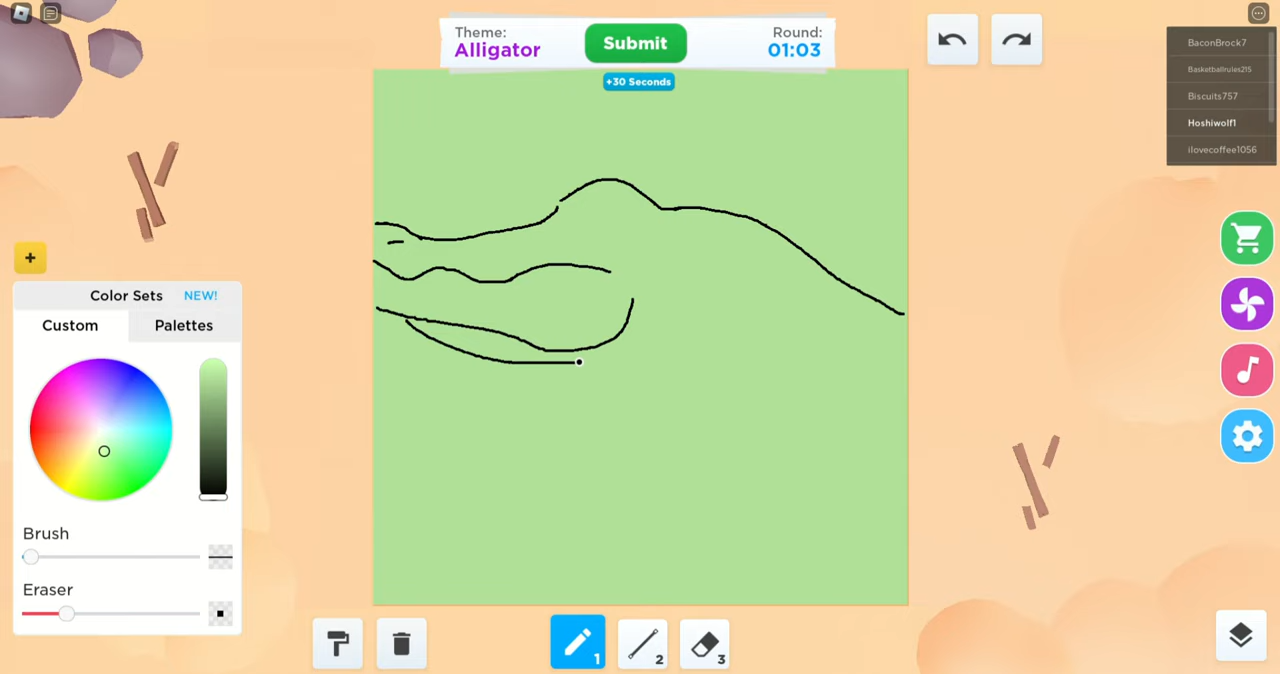 Theme:
Alligator
Submit
Round:
01:03
+30 Seconds
BaconBrock7
Basketballrules215
Biscuits757
Hoshiwolf1
ilovecoffee1056
+
Color Sets NEW!
Custom Palettes
Brush
Eraser
1
2
3